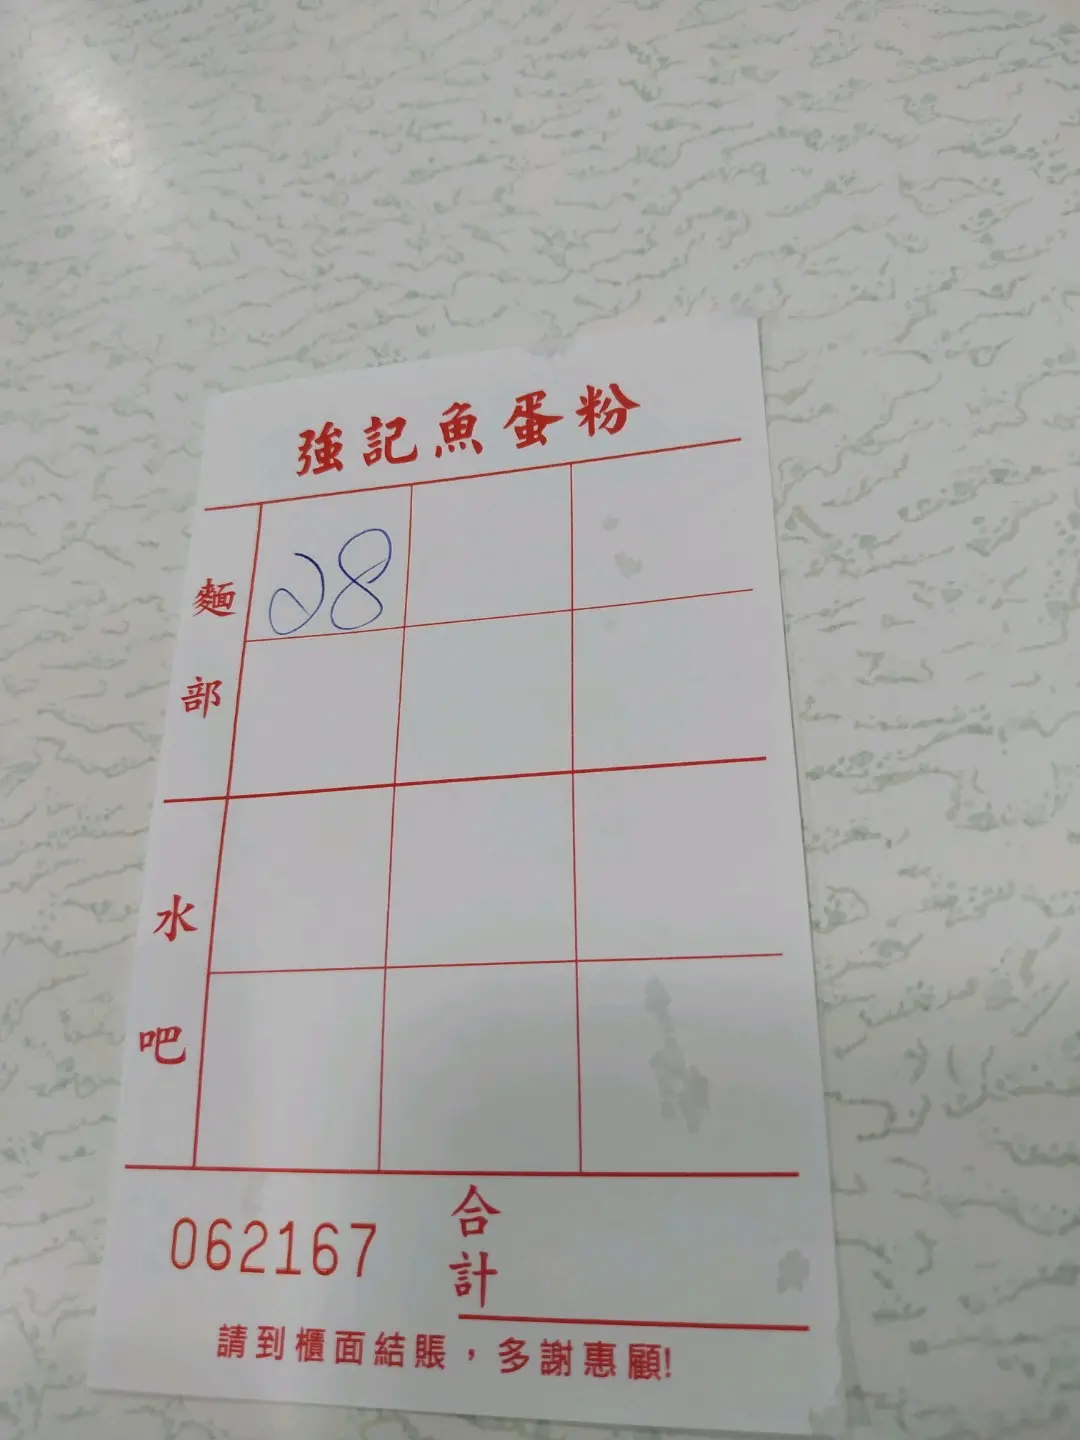 強記魚蛋粉
28
麵部
水吧
062167
合計
請到櫃面結賬，多謝惠顧!